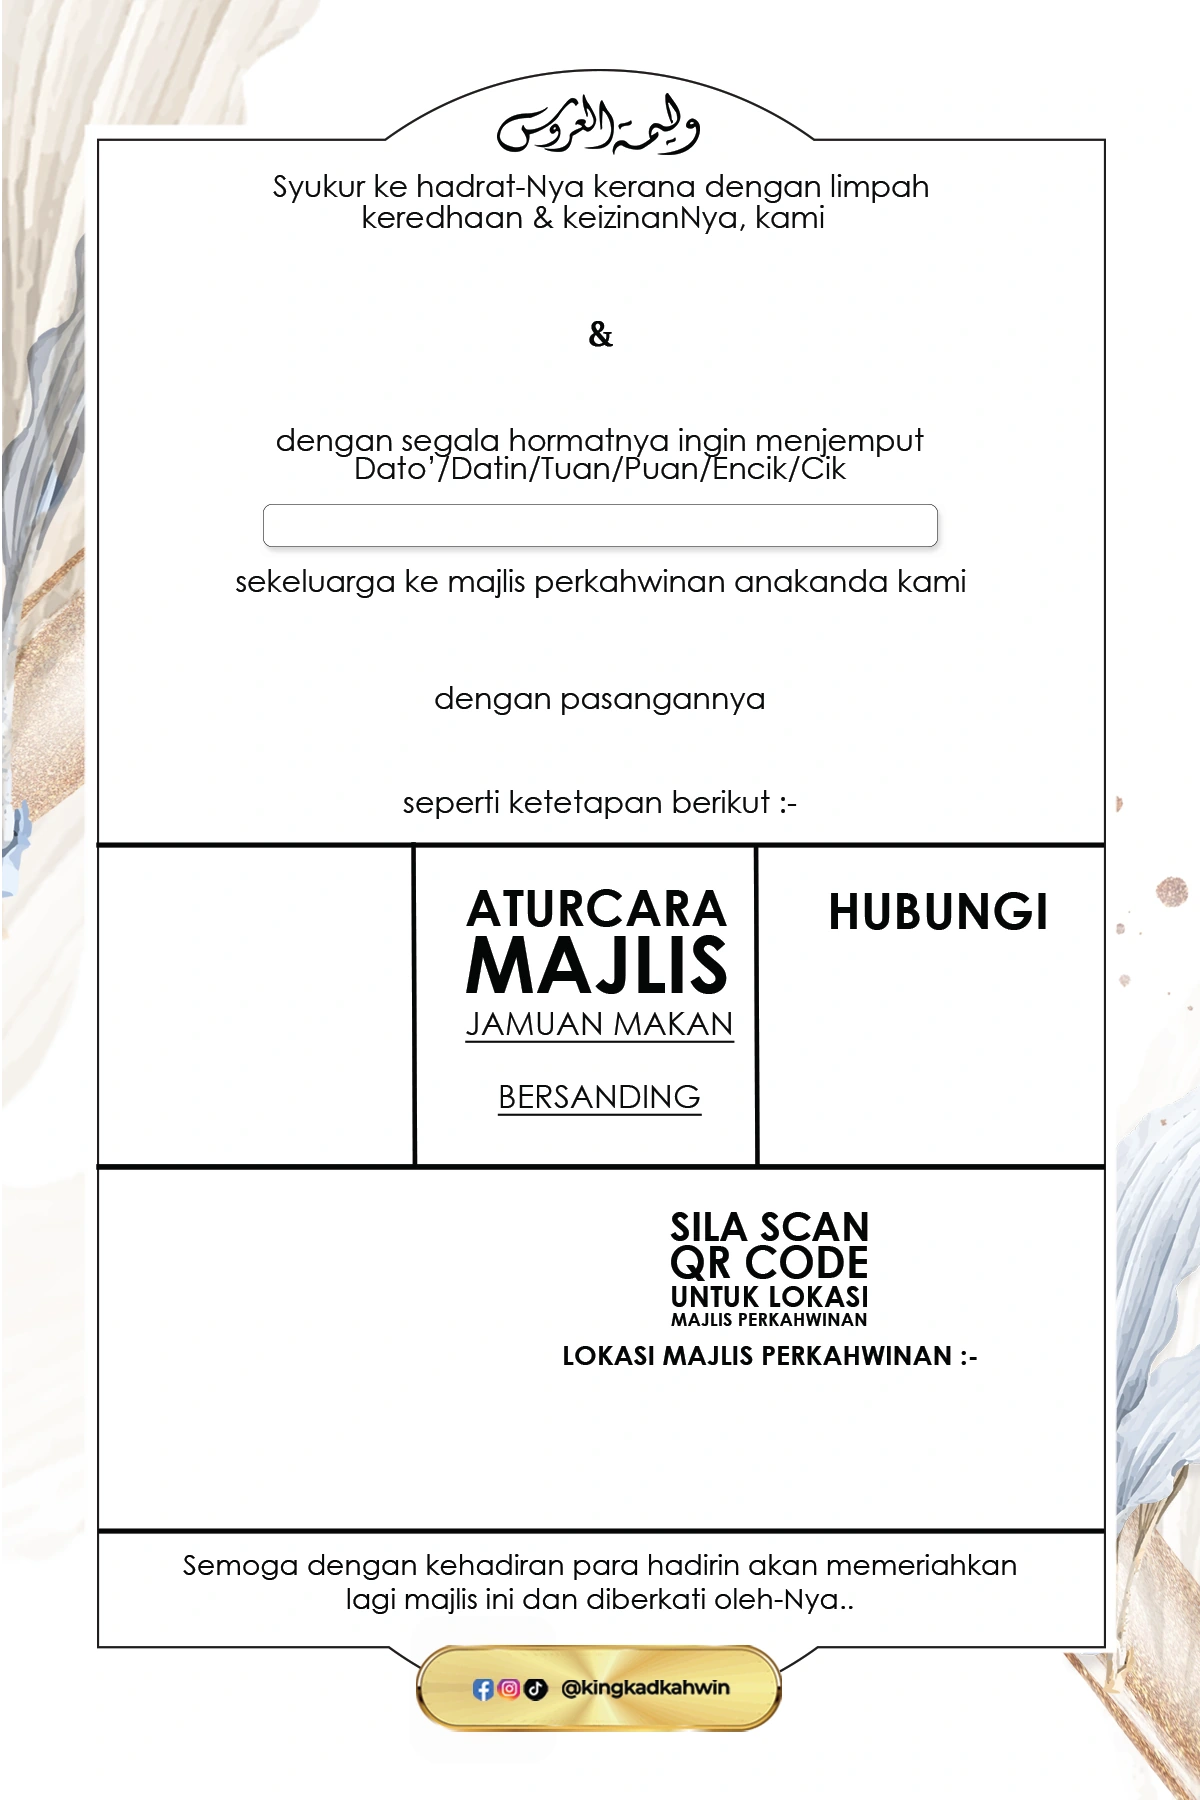 وليمة العروس
Syukur ke hadrat-Nya kerana dengan limpah
keredhaan & keizinanNya, kami
&
dengan segala hormatnya ingin menjemput
Dato’/Datin/Tuan/Puan/Encik/Cik
sekeluarga ke majlis perkahwinan anakanda kami
dengan pasangannya
seperti ketetapan berikut :-
ATURCARA
MAJLIS
JAMUAN MAKAN
BERSANDING
HUBUNGI
SILA SCAN
QR CODE
UNTUK LOKASI
MAJLIS PERKAHWINAN
LOKASI MAJLIS PERKAHWINAN :-
Semoga dengan kehadiran para hadirin akan memeriahkan
lagi majlis ini dan diberkati oleh-Nya..
@kingkadkahwin